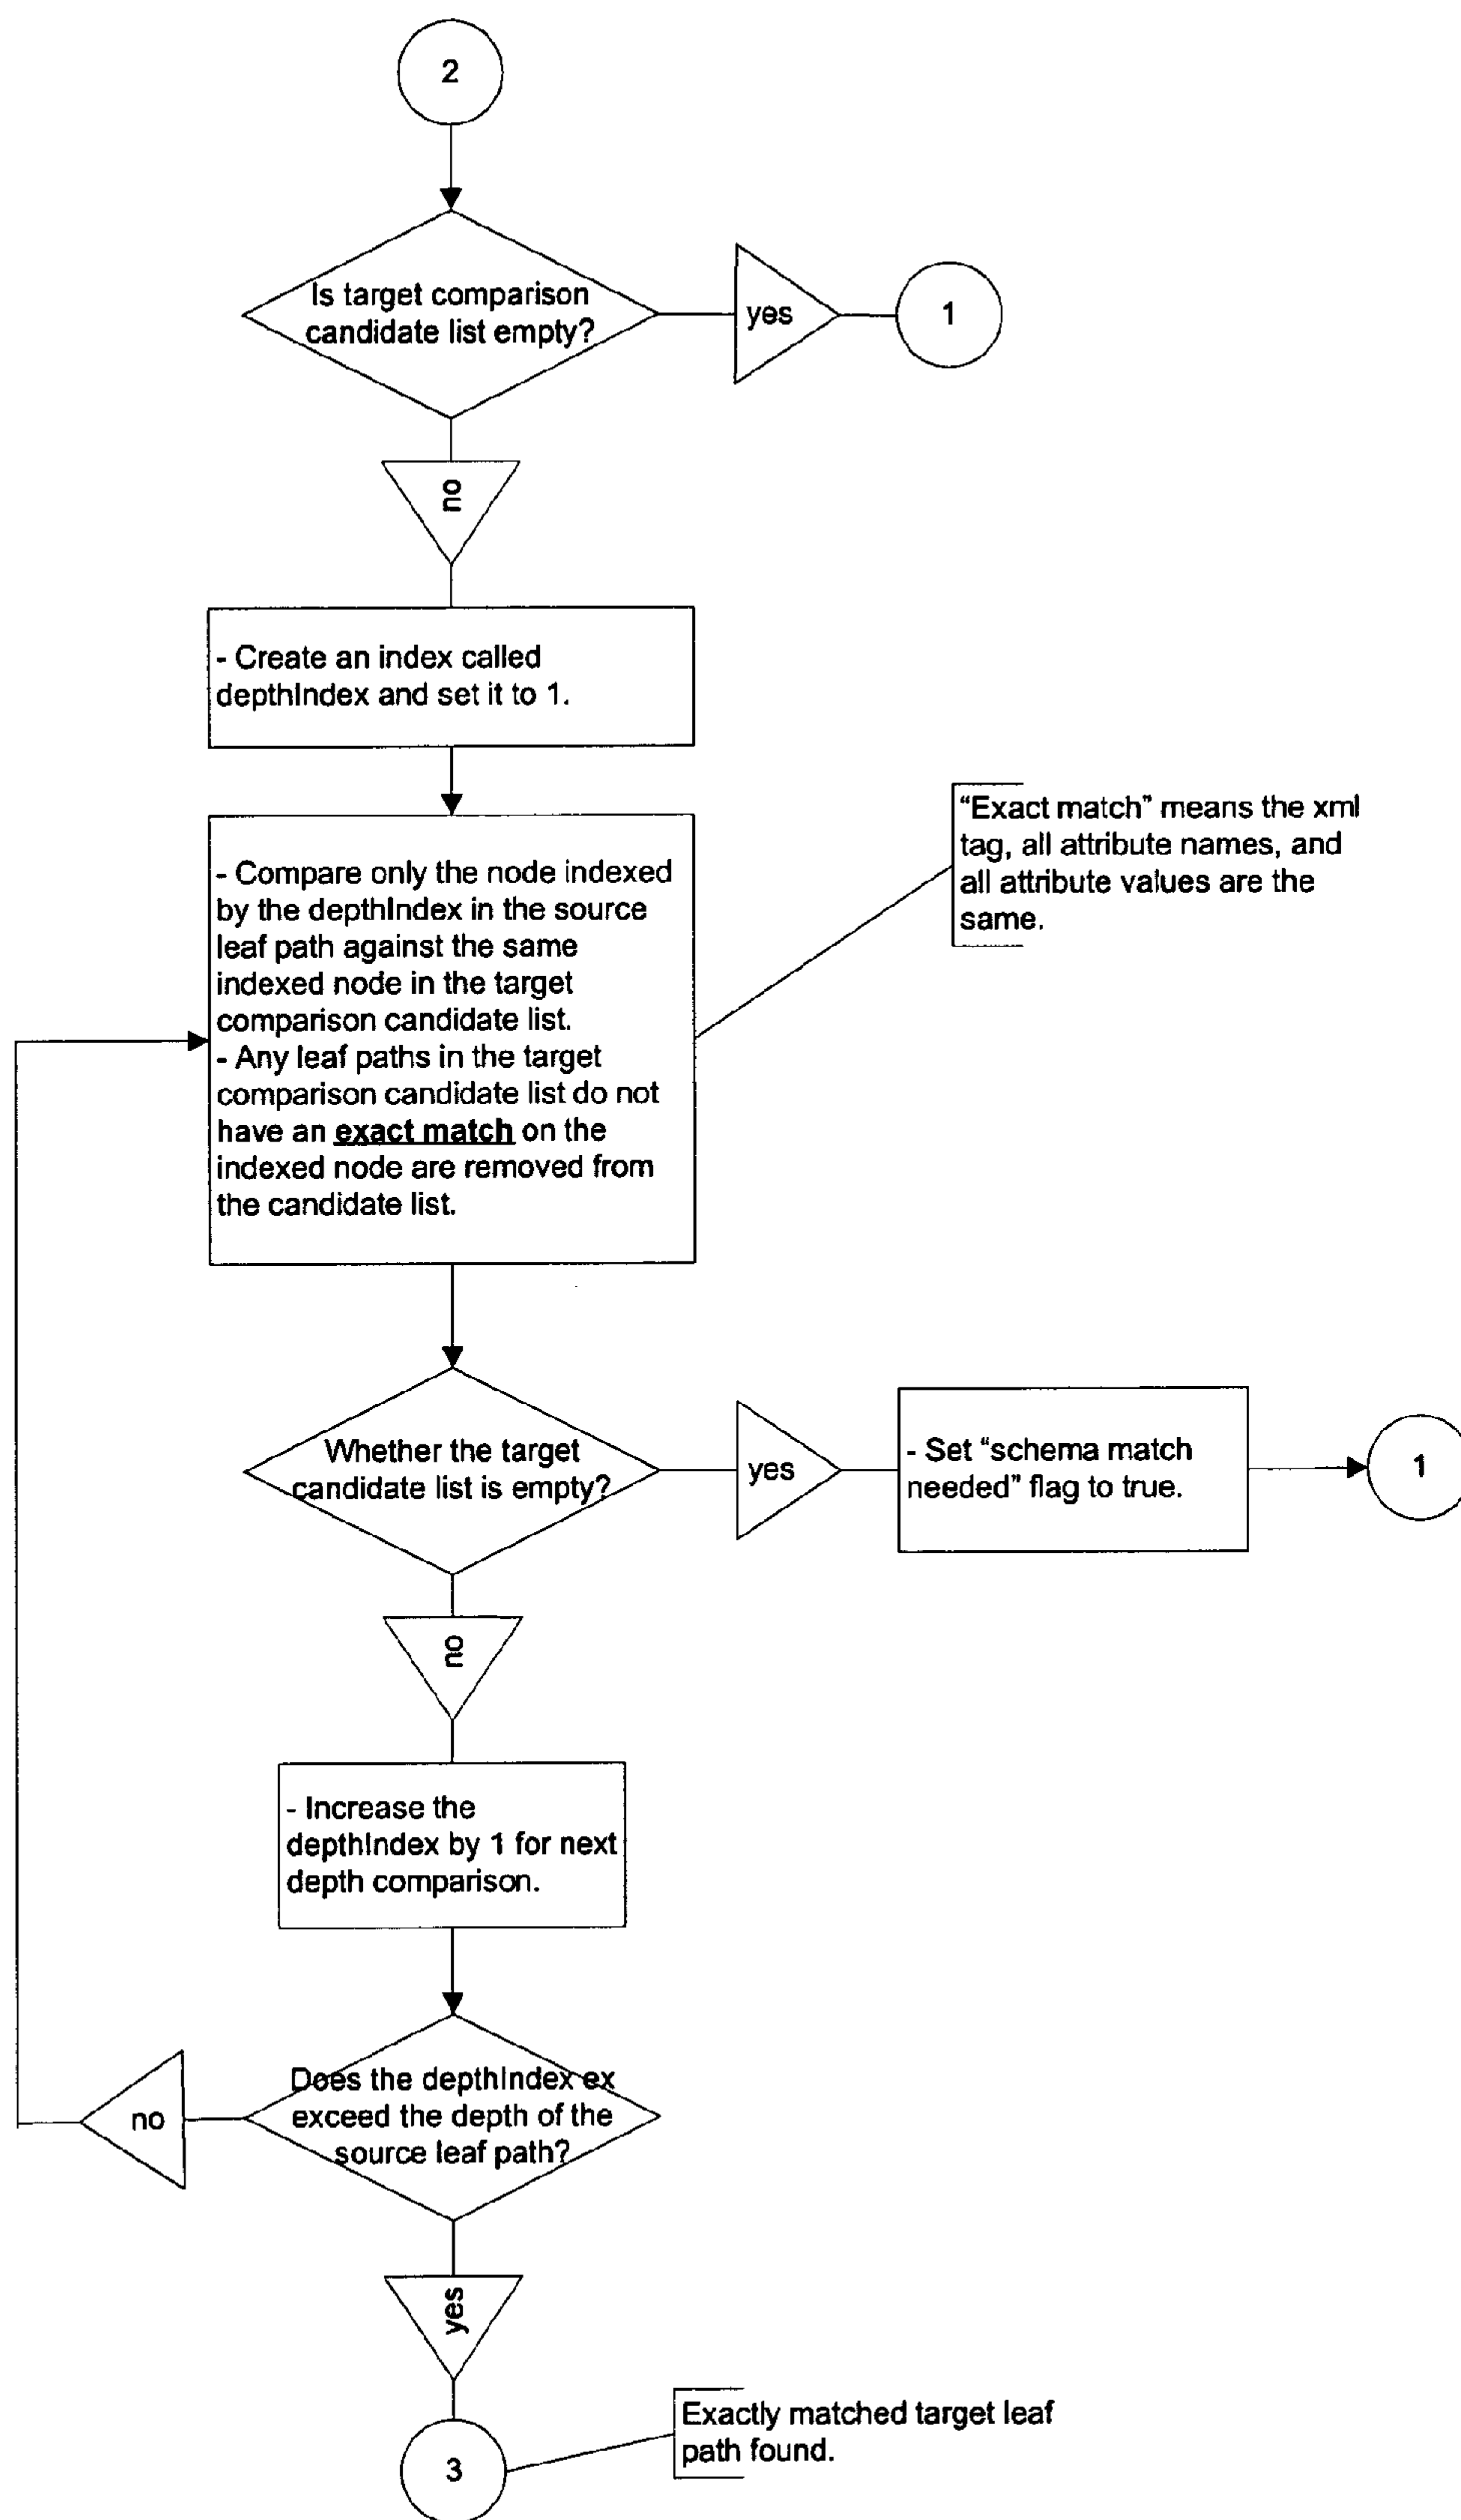 2
Is target comparison
candidate list empty?
yes
1
no
- Create an index called
depthIndex and set it to 1.
"Exact match" means the xml
tag, all attribute names, and
all attribute values are the
same.
- Compare only the node indexed
by the depthIndex in the source
leaf path against the same
indexed node in the target
comparison candidate list.
- Any leaf paths in the target
comparison candidate list do not
have an exact match on the
indexed node are removed from
the candidate list.
Whether the target
candidate list is empty?
yes
- Set "schema match
needed" flag to true.
1
no
- Increase the
depthIndex by 1 for next
depth comparison.
Does the depthIndex ex
exceed the depth of the
source leaf path?
no
yes
3
Exactly matched target leaf
path found.